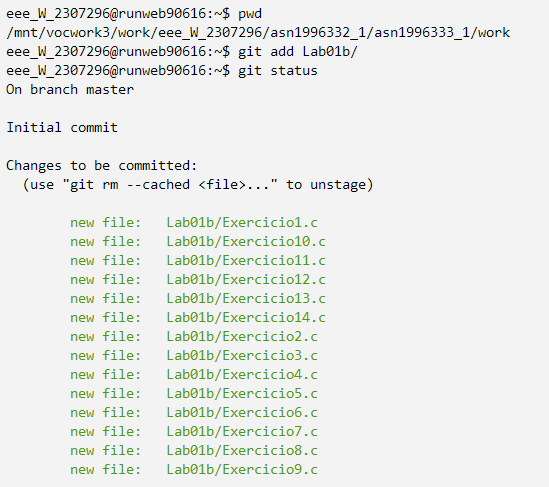 eee_W_2307296@runweb90616:~$ pwd
/mnt/vocwork3/work/eee_W_2307296/asn1996332_1/asn1996333_1/work
eee_W_2307296@runweb90616:~$ git add Lab01b/
eee_W_2307296@runweb90616:~$ git status
On branch master

Initial commit

Changes to be committed:
  (use "git rm --cached <file>..." to unstage)

        new file:   Lab01b/Exercicio1.c
        new file:   Lab01b/Exercicio10.c
        new file:   Lab01b/Exercicio11.c
        new file:   Lab01b/Exercicio12.c
        new file:   Lab01b/Exercicio13.c
        new file:   Lab01b/Exercicio14.c
        new file:   Lab01b/Exercicio2.c
        new file:   Lab01b/Exercicio3.c
        new file:   Lab01b/Exercicio4.c
        new file:   Lab01b/Exercicio5.c
        new file:   Lab01b/Exercicio6.c
        new file:   Lab01b/Exercicio7.c
        new file:   Lab01b/Exercicio8.c
        new file:   Lab01b/Exercicio9.c